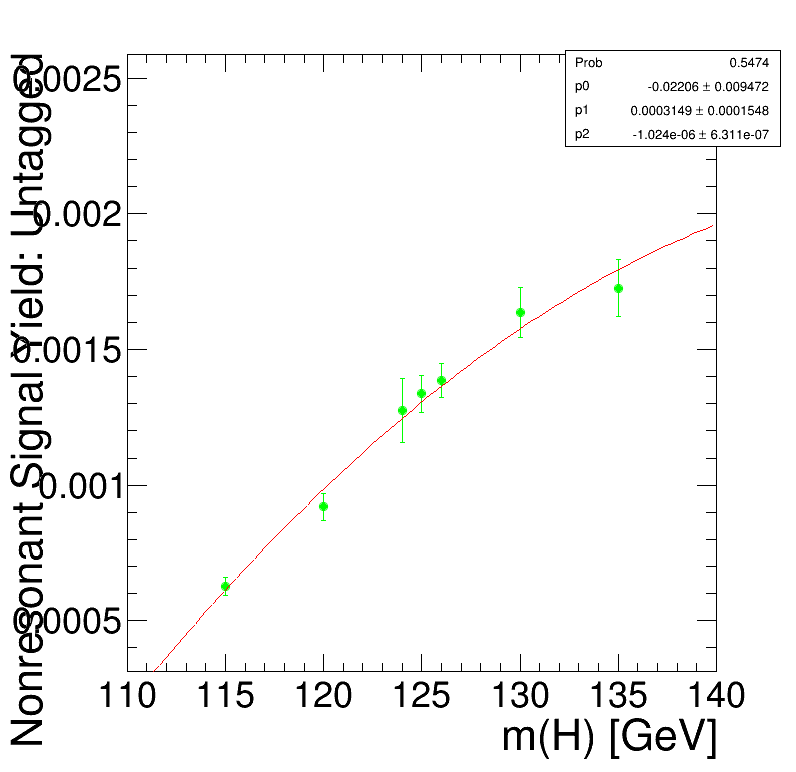 Nonresonant Signal Yield: Untagged
0.0025
0.002
0.0015
0.001
0.0005
Prob 0.5474
p0 -0.02206 ± 0.009472
p1 0.0003149 ± 0.0001548
p2 -1.024e-06 ± 6.311e-07
110 115 120 125 130 135 140
m(H) [GeV]